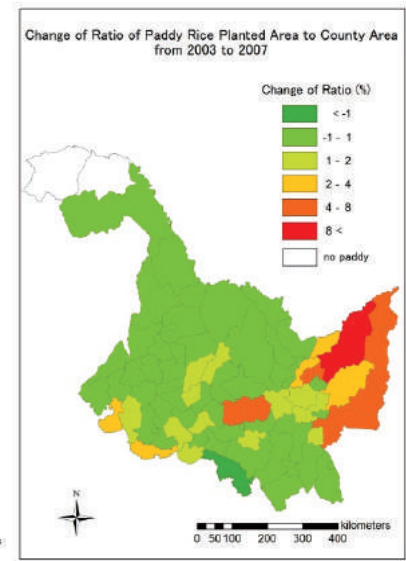 Change of Ratio of Paddy Rice Planted Area to County Area
from 2003 to 2007
Change of Ratio (%)
< -1
-1 - 1
1 - 2
2 - 4
4 - 8
8 <
no paddy
N
kilometers
0 50 100 200 300 400